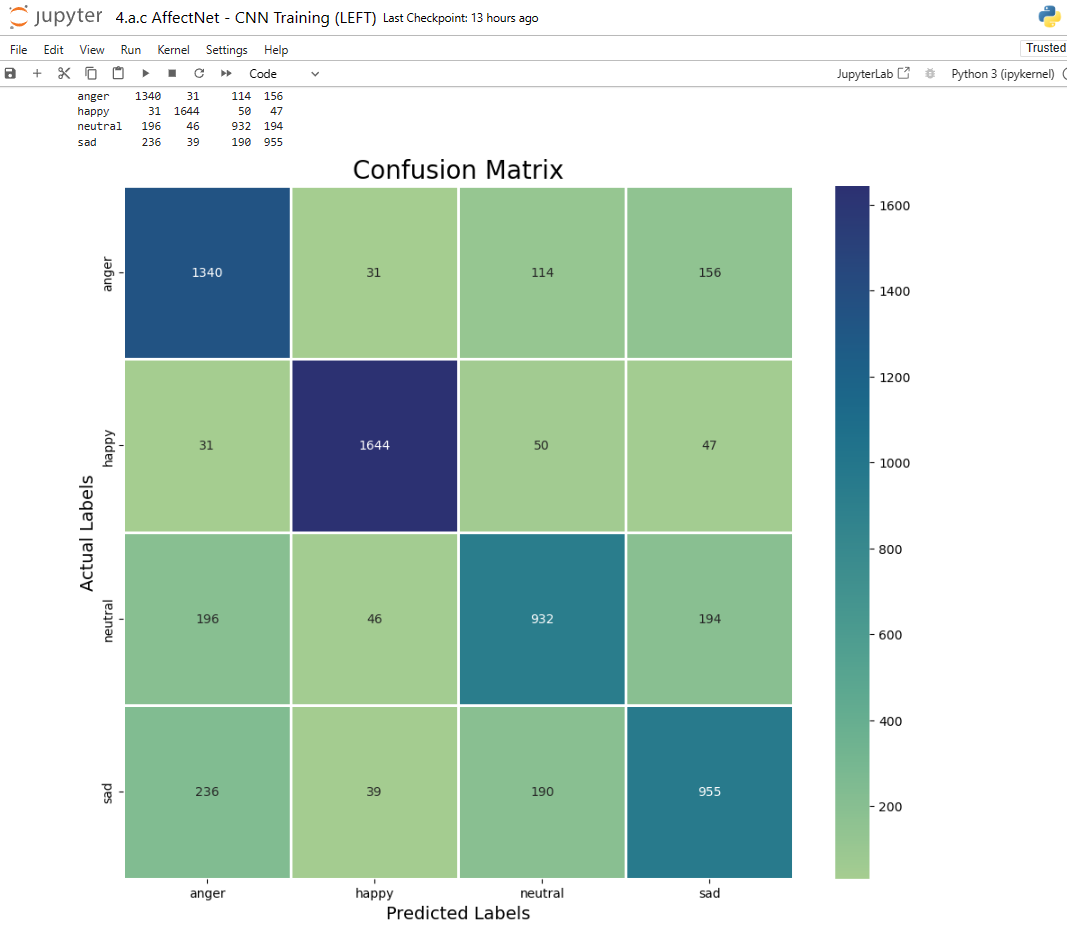 jupyter 4.a.c AffectNet - CNN Training (LEFT) Last Checkpoint: 13 hours ago
File Edit View Run Kernel Settings Help Trusted
Code JupyterLab Python 3 (ipykernel)
anger 1340 31 114 156
happy 31 1644 50 47
neutral 196 46 932 194
sad 236 39 190 955
Confusion Matrix
1600
1400
1200
1000
800
600
400
200
Actual Labels
anger 1340 31 114 156
happy 31 1644 50 47
neutral 196 46 932 194
sad 236 39 190 955
anger happy neutral sad
Predicted Labels